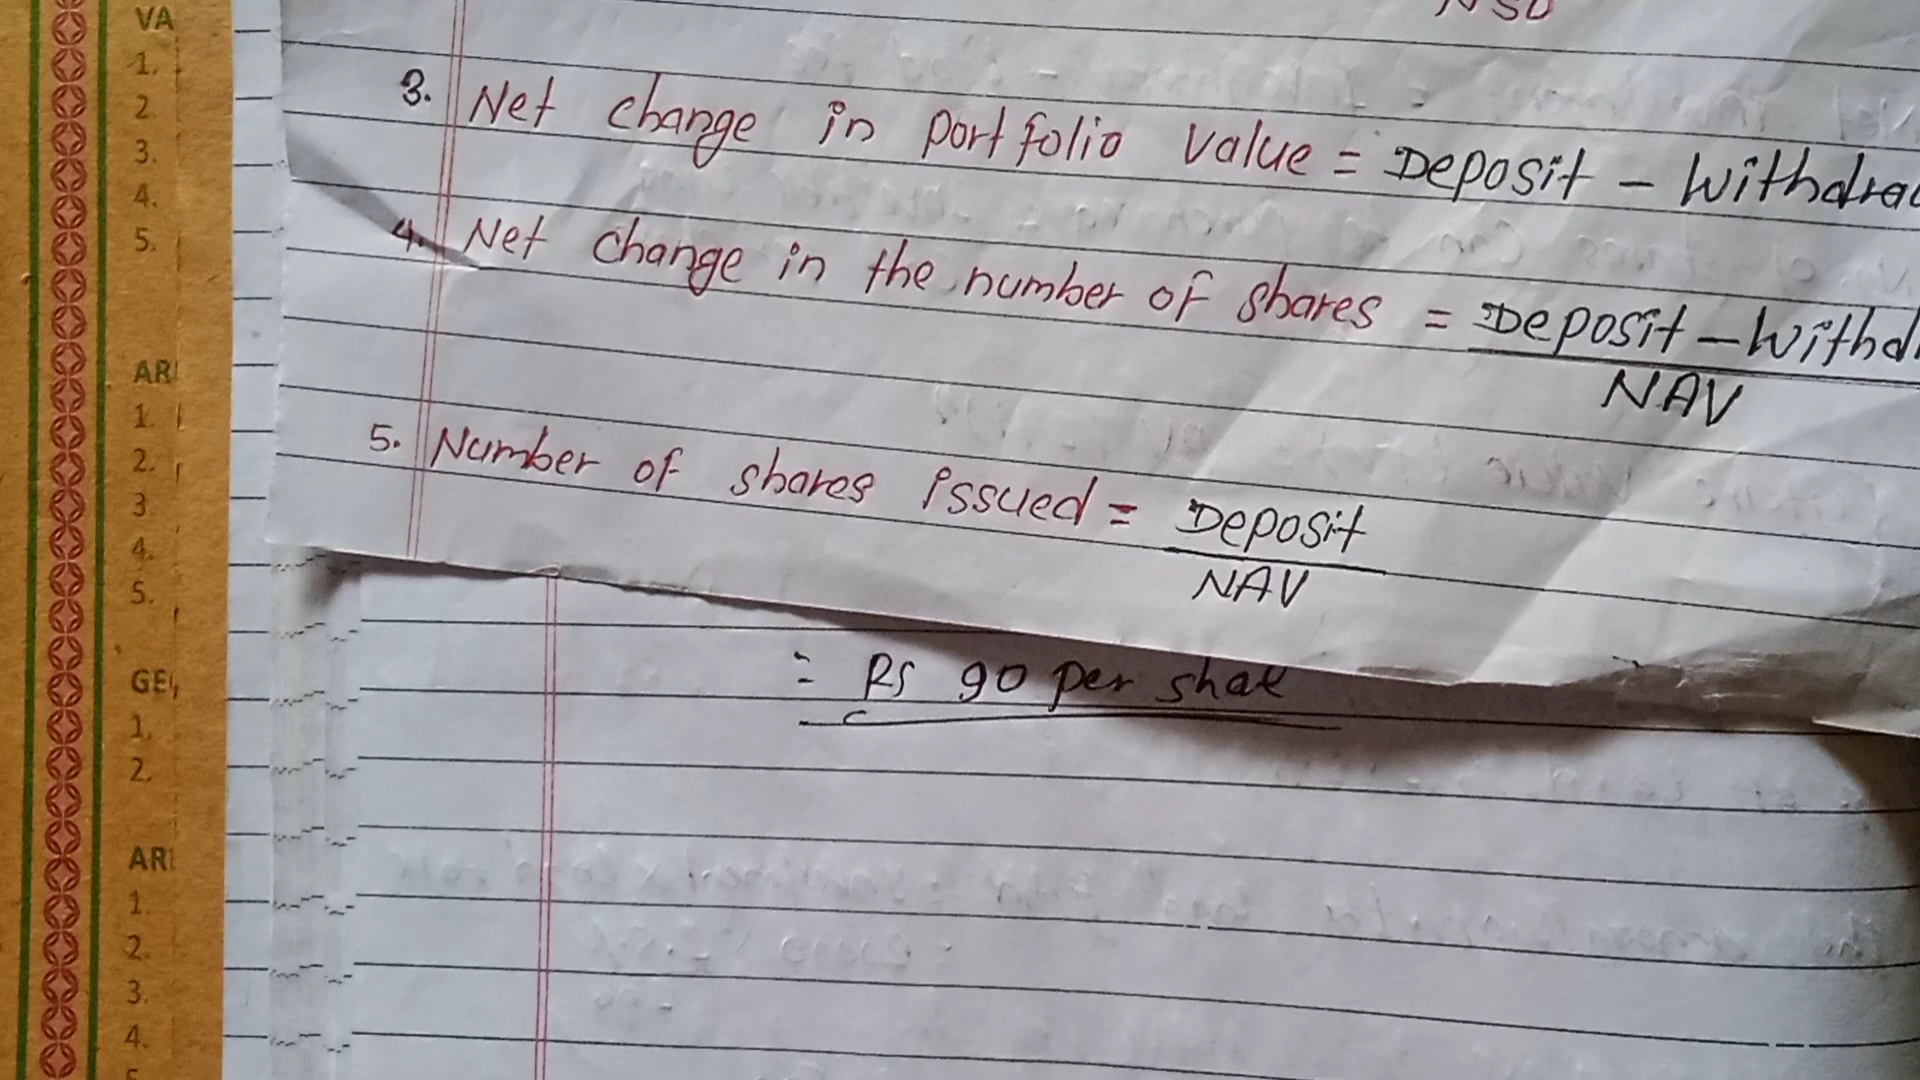 VA
1.
2.
3.
4.
5.
AR
1.
2.
3.
4.
5.
GE
1.
2.
AR
1.
2.
3.
4.
NSO
3. Net change in portfolio value = Deposit - Withdra
4. Net change in the number of shares = Deposit - Withd
NAV
5. Number of shares issued = Deposit
NAV
= Rs 90 per shae